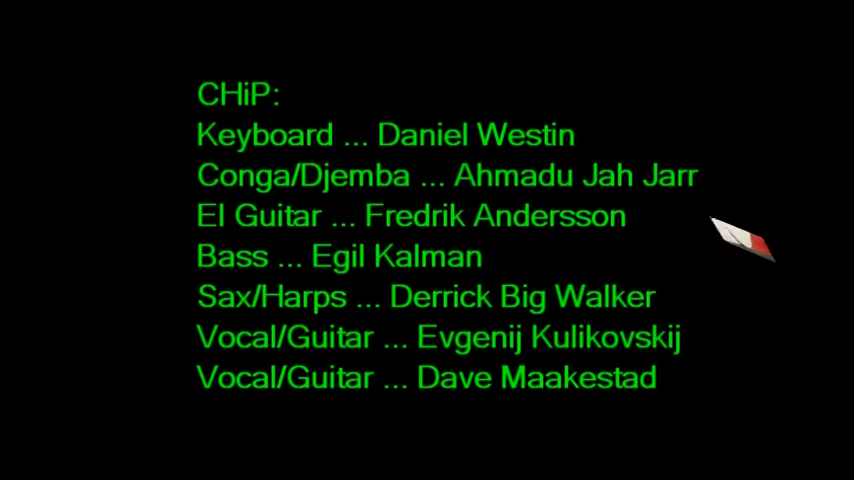 CHiP:
Keyboard ... Daniel Westin
Conga/Djemba ... Ahmadu Jah Jarr
El Guitar ... Fredrik Andersson
Bass ... Egil Kalman
Sax/Harps ... Derrick Big Walker
Vocal/Guitar ... Evgenij Kulikovskij
Vocal/Guitar ... Dave Maakestad